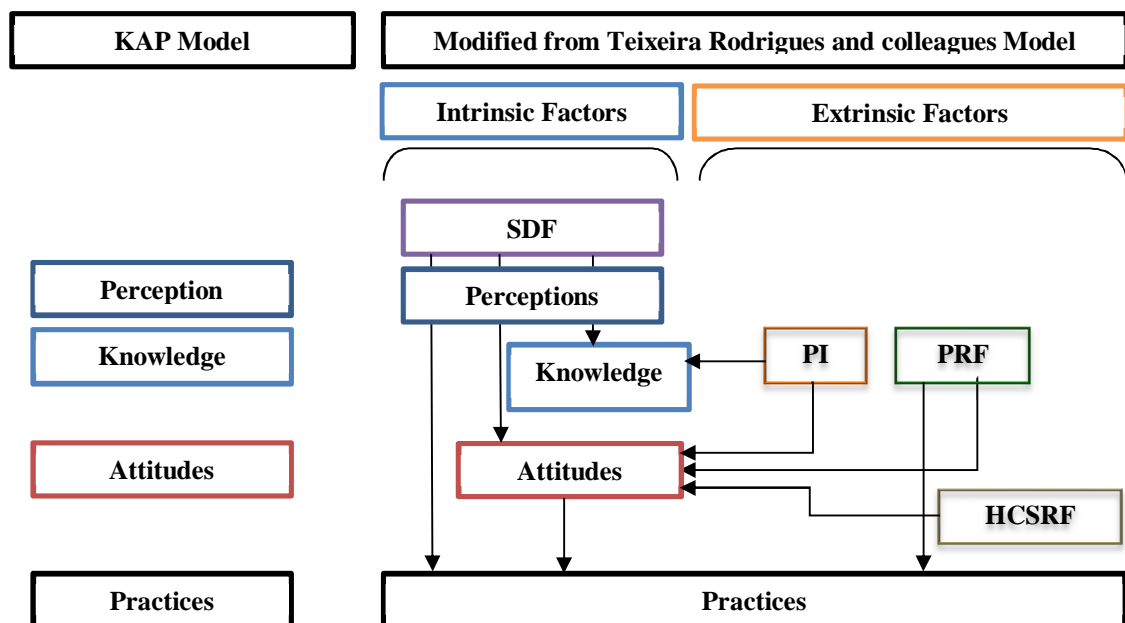 KAP Model
Modified from Teixeira Rodrigues and colleagues Model
Intrinsic Factors
Extrinsic Factors
SDF
Perception
Perceptions
Knowledge
Knowledge
PI
PRF
Attitudes
Attitudes
HCSRF
Practices
Practices